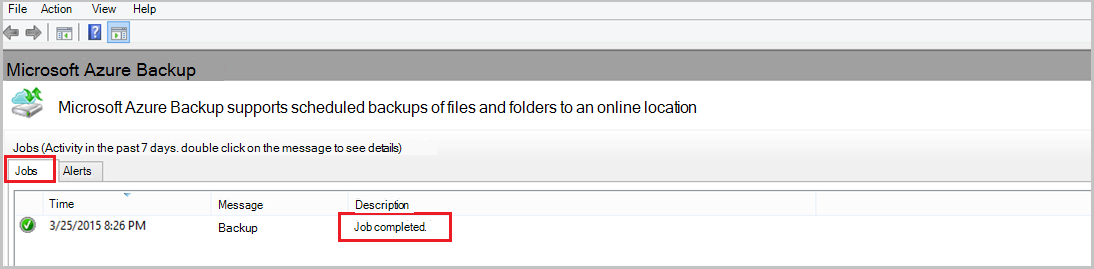 File Action View Help
?
Microsoft Azure Backup
Microsoft Azure Backup supports scheduled backups of files and folders to an online location
Jobs (Activity in the past 7 days. double click on the message to see details)
Jobs Alerts
Time Message Description
3/25/2015 8:26 PM Backup Job completed.